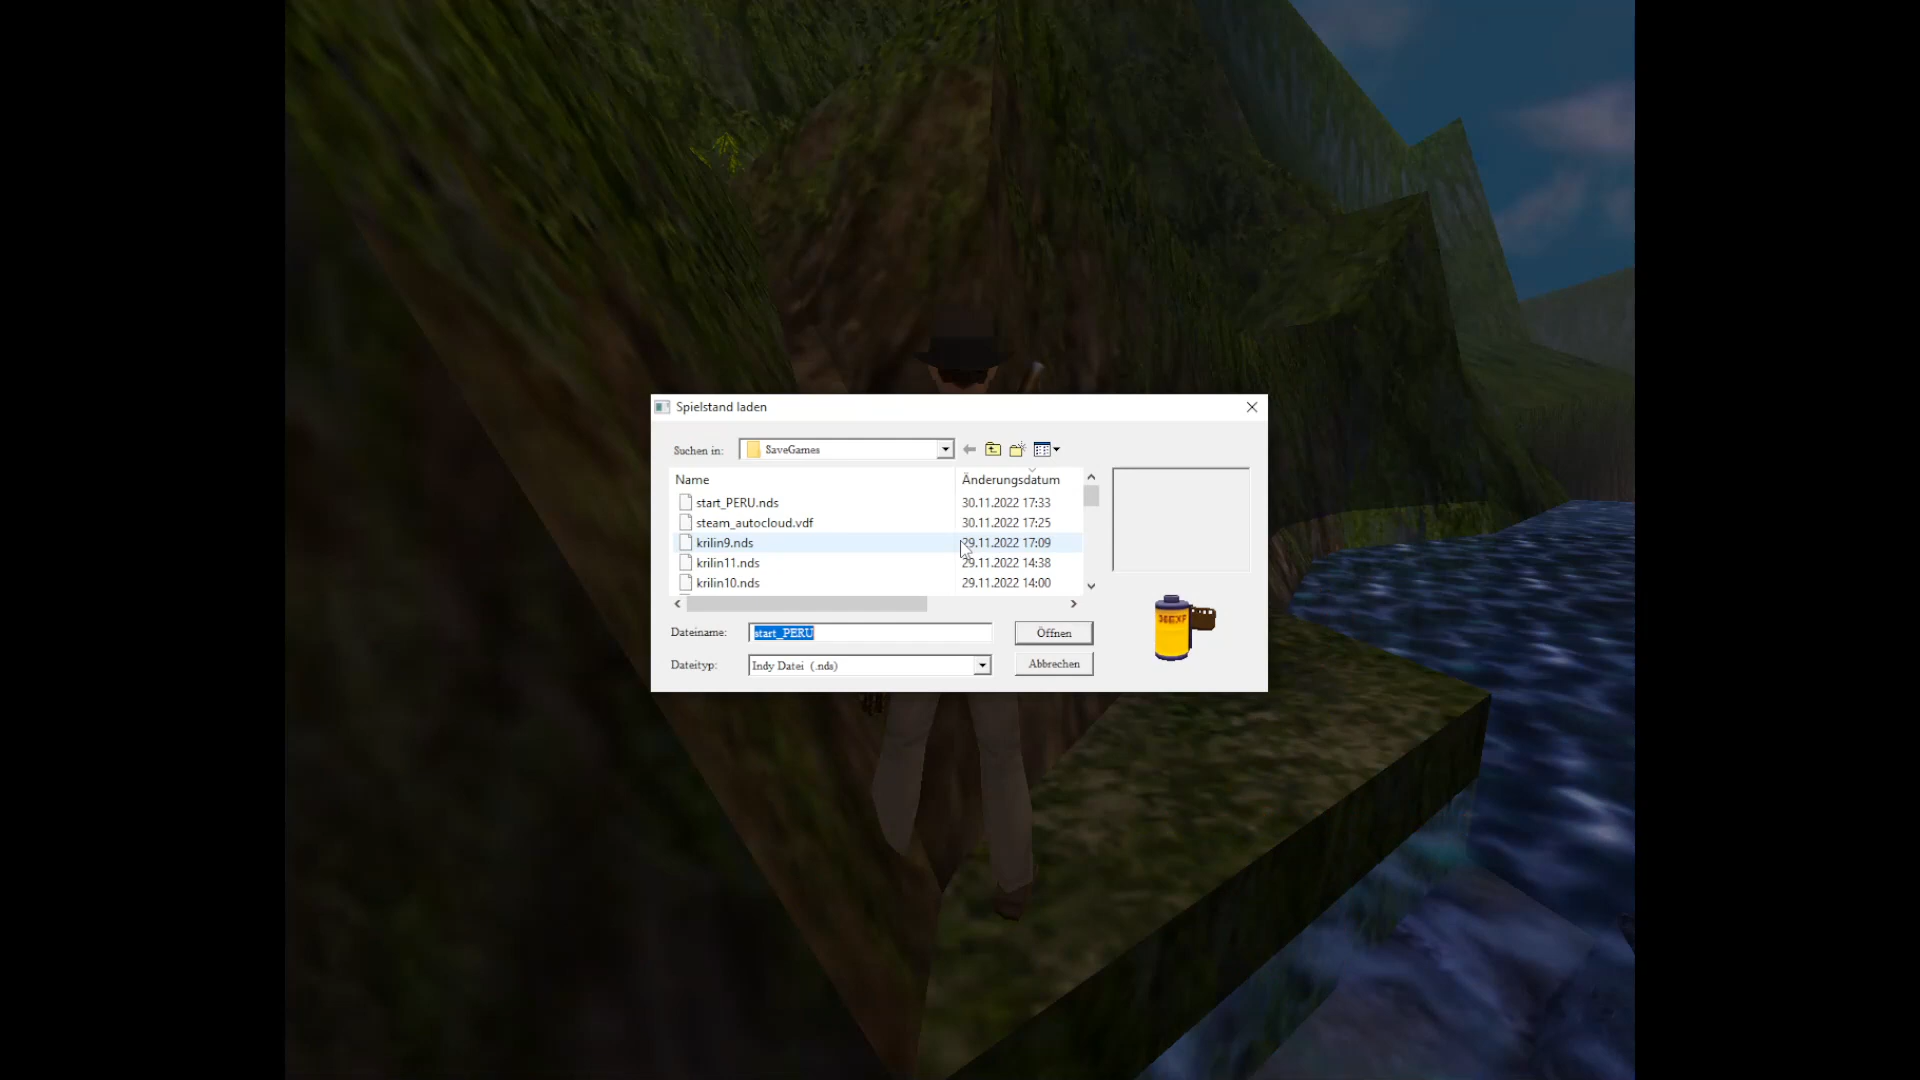 Spielstand laden
Suchen in: SaveGames
Name Änderungsdatum
start_PERU.nds 30.11.2022 17:33
steam_autocloud.vdf 30.11.2022 17:25
krilin9.nds 29.11.2022 17:09
krilin11.nds 29.11.2022 14:38
krilin10.nds 29.11.2022 14:00
Dateiname: start_PERU Öffnen
36EXP
Dateityp: Indy Datei (.nds) Abbrechen